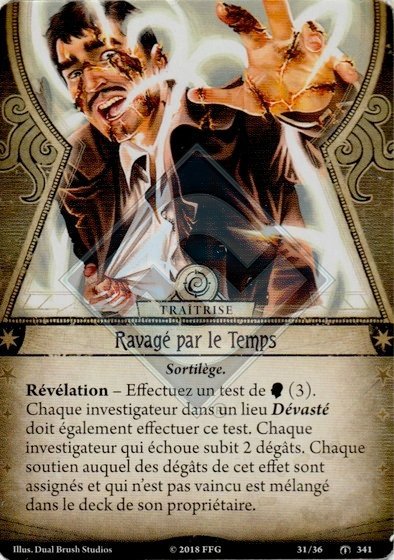 TRAÎTRISE
Ravagé par le Temps
Sortilège.
Révélation – Effectuez un test de (3).
Chaque investigateur dans un lieu Dévasté
doit également effectuer ce test. Chaque
investigateur qui échoue subit 2 dégâts. Chaque
soutien auquel des dégâts de cet effet sont
assignés et qui n'est pas vaincu est mélangé
dans le deck de son propriétaire.
Illus. Dual Brush Studios © 2018 FFG 31/36 341